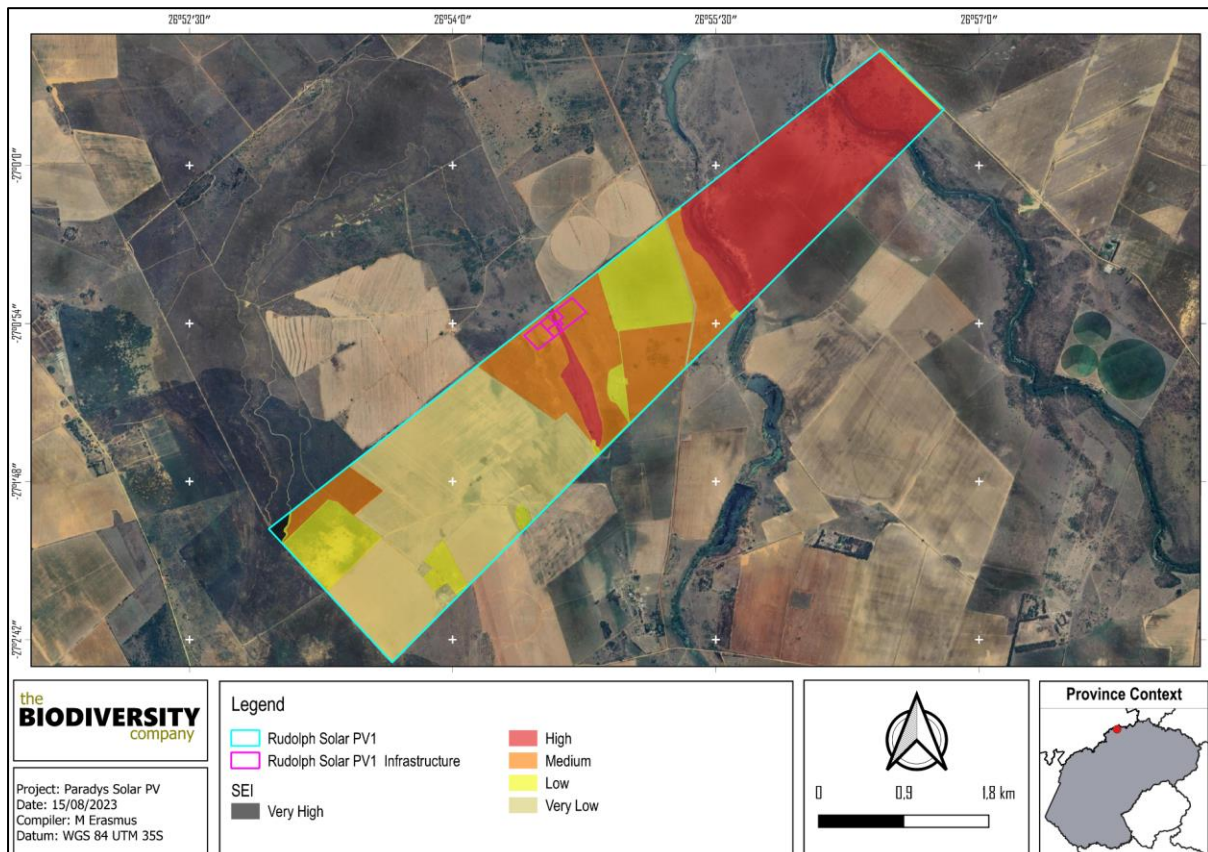 26°52'30" 26°54'0" 26°55'30" 26°57'0"
-27°0'0"
-27°0'54"
-27°1'48"
-27°2'42"
the
BIODIVERSITY
company
Project: Paradys Solar PV
Date: 15/08/2023
Compiler: M Erasmus
Datum: WGS 84 UTM 35S
Legend
Rudolph Solar PV1
Rudolph Solar PV1 Infrastructure
SEI
Very High
High
Medium
Low
Very Low
0 0,9 1,8 km
Province Context